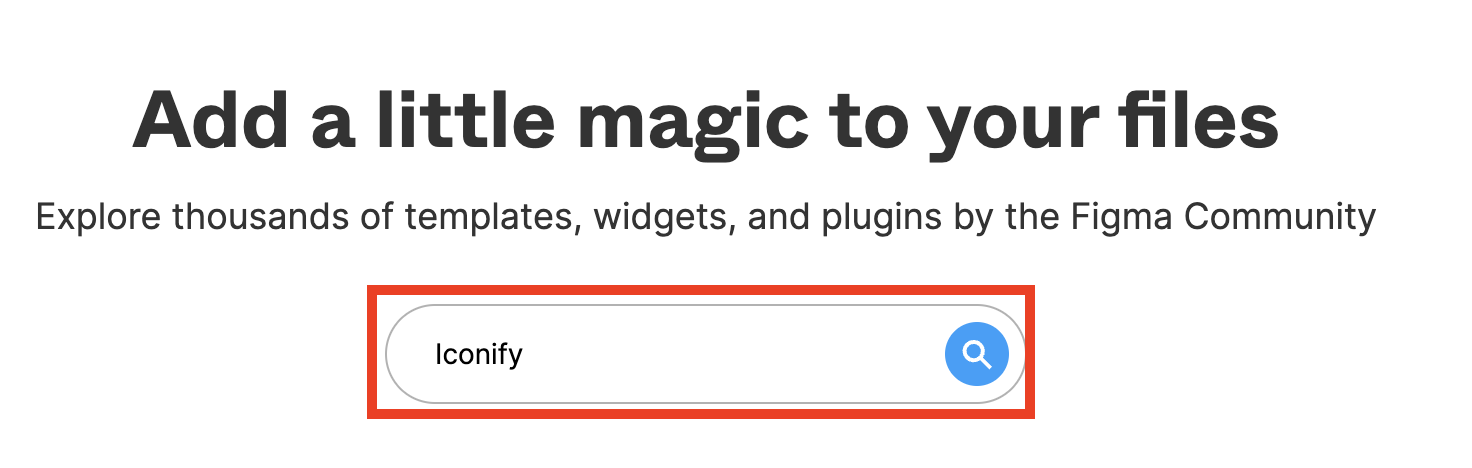 Add a little magic to your files
Explore thousands of templates, widgets, and plugins by the Figma Community
Iconify